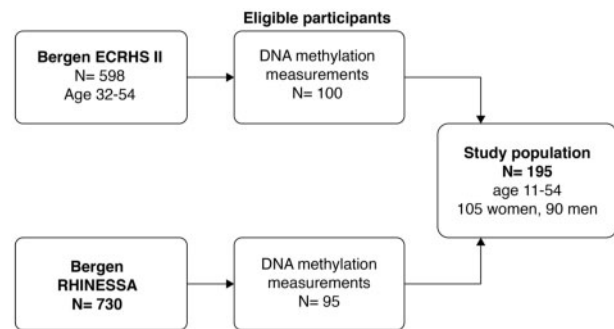 Eligible participants
Bergen ECRHS II
N= 598
Age 32-54
DNA methylation
measurements
N= 100
Study population
N= 195
age 11-54
105 women, 90 men
Bergen
RHINESSA
N= 730
DNA methylation
measurements
N= 95